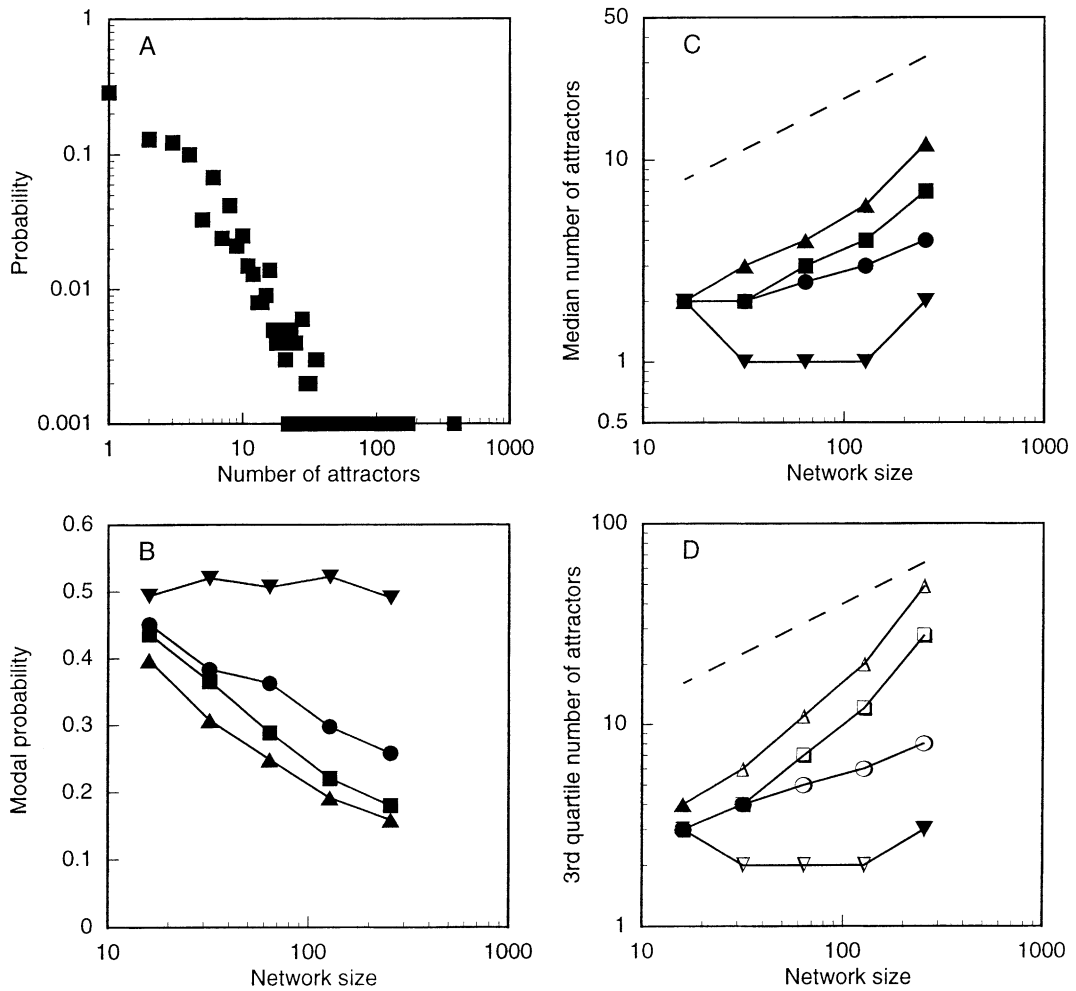 A
1
0.1
0.01
0.001
Probability
1
10
100
1000
Number of attractors
C
50
10
1
0.5
Median number of attractors
10
100
1000
Network size
B
0.6
0.5
0.4
0.3
0.2
0.1
0
Modal probability
10
100
1000
Network size
D
100
10
1
3rd quartile number of attractors
10
100
1000
Network size